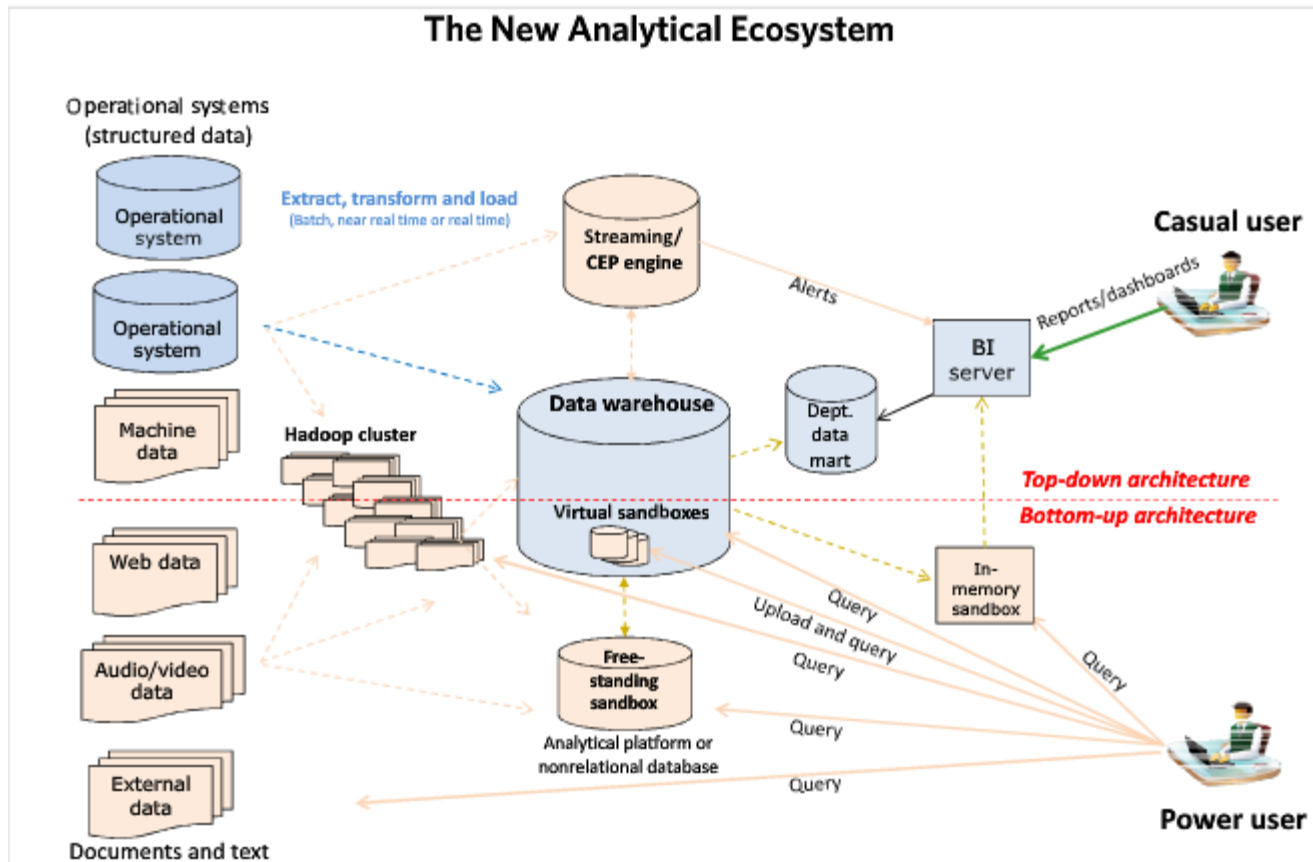 The New Analytical Ecosystem
Operational systems
(structured data)
Operational
system
Operational
system
Machine
data
Web data
Audio/video
data
External
data
Documents and text
Extract, transform and load
(Batch, near real time or real time)
Streaming/
CEP engine
Alerts
Hadoop cluster
Data warehouse
Virtual sandboxes
Free-
standing
sandbox
Analytical platform or
nonrelational database
Dept.
data
mart
BI
server
Reports/dashboards
Casual user
Top-down architecture
Bottom-up architecture
In-
memory
sandbox
Query
Upload and query
Query
Query
Query
Query
Power user